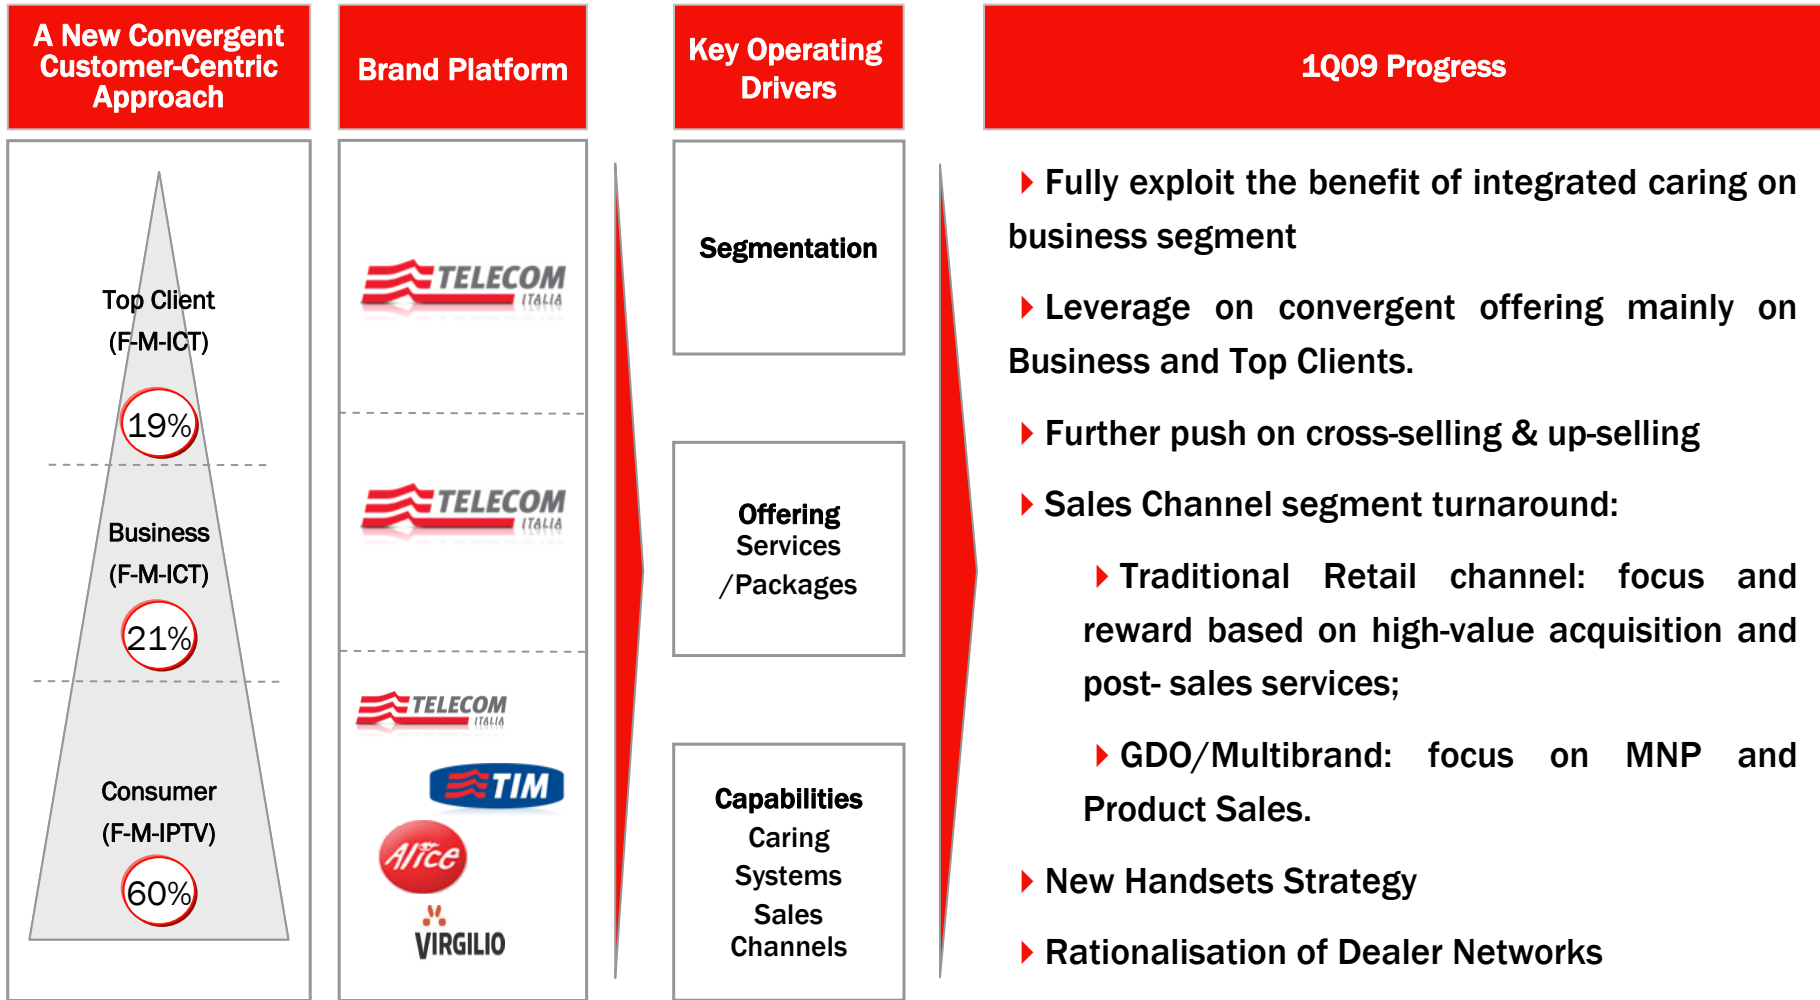 A New Convergent
Customer-Centric
Approach
Brand Platform
Key Operating
Drivers
1Q09 Progress
Top Client
(F-M-ICT)
19%
Business
(F-M-ICT)
21%
Consumer
(F-M-IPTV)
60%
TELECOM
ITALIA
TELECOM
ITALIA
TELECOM
ITALIA
TIM
Alice
VIRGILIO
Segmentation
Offering
Services
/Packages
Capabilities
Caring
Systems
Sales
Channels
Fully exploit the benefit of integrated caring on
business segment
Leverage on convergent offering mainly on
Business and Top Clients.
Further push on cross-selling & up-selling
Sales Channel segment turnaround:
Traditional Retail channel: focus and
reward based on high-value acquisition and
post- sales services;
GDO/Multibrand: focus on MNP and
Product Sales.
New Handsets Strategy
Rationalisation of Dealer Networks